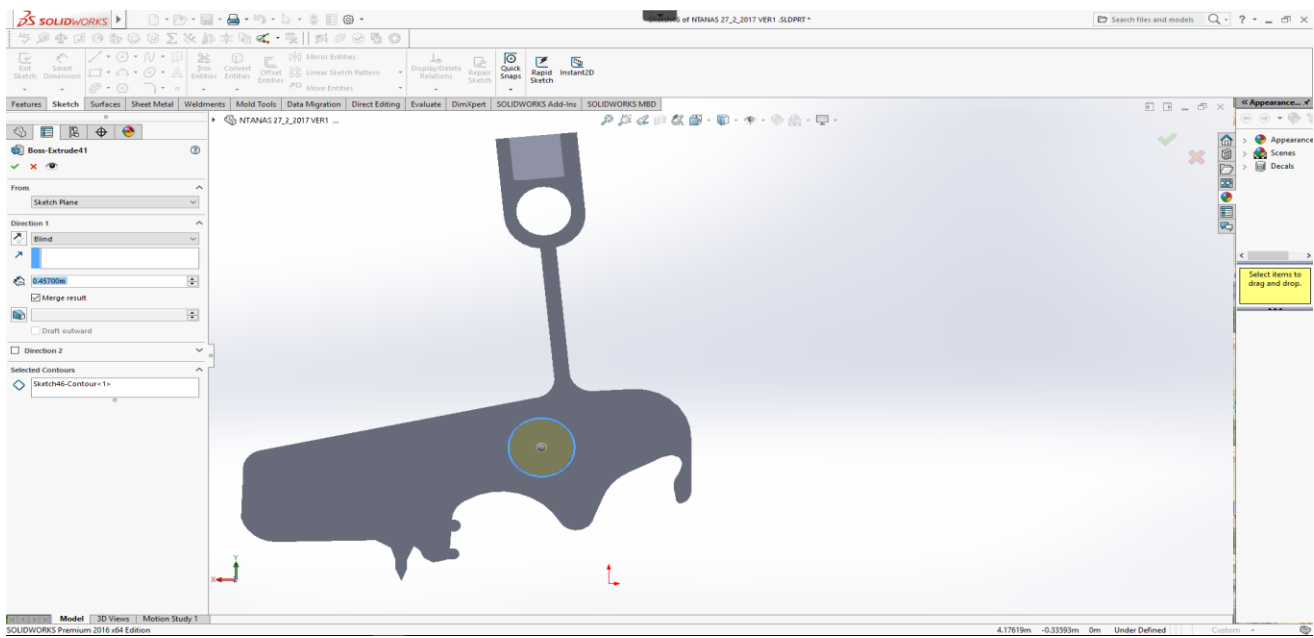 SOLIDWORKS
of NTANAS 27_2_2017 VER1 .SLDPRT *
Search files and models
Exit Sketch
Smart Dimension
Trim Entities
Convert Entities
Offset Entities
Mirror Entities
Linear Sketch Pattern
Move Entities
Display/Delete Relations
Repair Sketch
Quick Snaps
Rapid Sketch
Instant2D
Features Sketch Surfaces Sheet Metal Weldments Mold Tools Data Migration Direct Editing Evaluate DimXpert SOLIDWORKS Add-Ins SOLIDWORKS MBD
Appearance...
NTANAS 27_2_2017 VER1 ...
Boss-Extrude41
From
Sketch Plane
Direction 1
Blind
0.45700m
Merge result
Draft outward
Direction 2
Selected Contours
Sketch46-Contour<1>
Appearance
Scenes
Decals
Select items to
drag and drop.
Y
X
Model 3D Views Motion Study 1
SOLIDWORKS Premium 2016 x64 Edition
4.17619m -0.33593m 0m Under Defined Custom